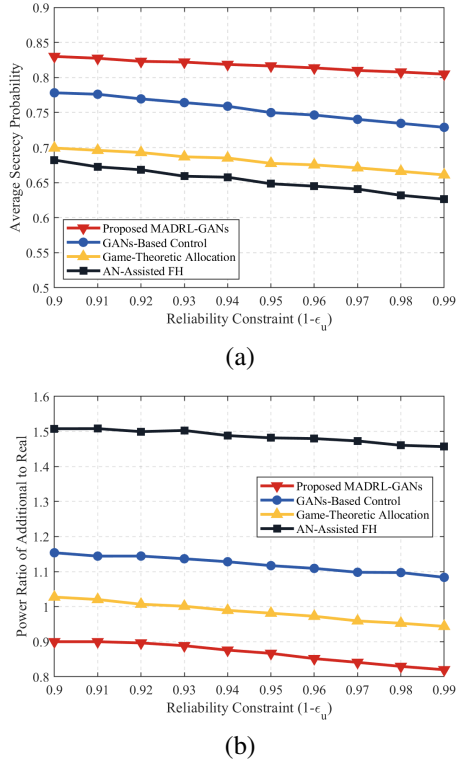 0.9
0.85
0.8
0.75
0.7
0.65
0.6
0.55
0.5
Average Secrecy Probability
Proposed MADRL-GANs
GANs-Based Control
Game-Theoretic Allocation
AN-Assisted FH
0.9 0.91 0.92 0.93 0.94 0.95 0.96 0.97 0.98 0.99
Reliability Constraint (1-ϵu)
(a)
1.6
1.5
1.4
1.3
1.2
1.1
1
0.9
0.8
Power Ratio of Additional to Real
Proposed MADRL-GANs
GANs-Based Control
Game-Theoretic Allocation
AN-Assisted FH
0.9 0.91 0.92 0.93 0.94 0.95 0.96 0.97 0.98 0.99
Reliability Constraint (1-ϵu)
(b)